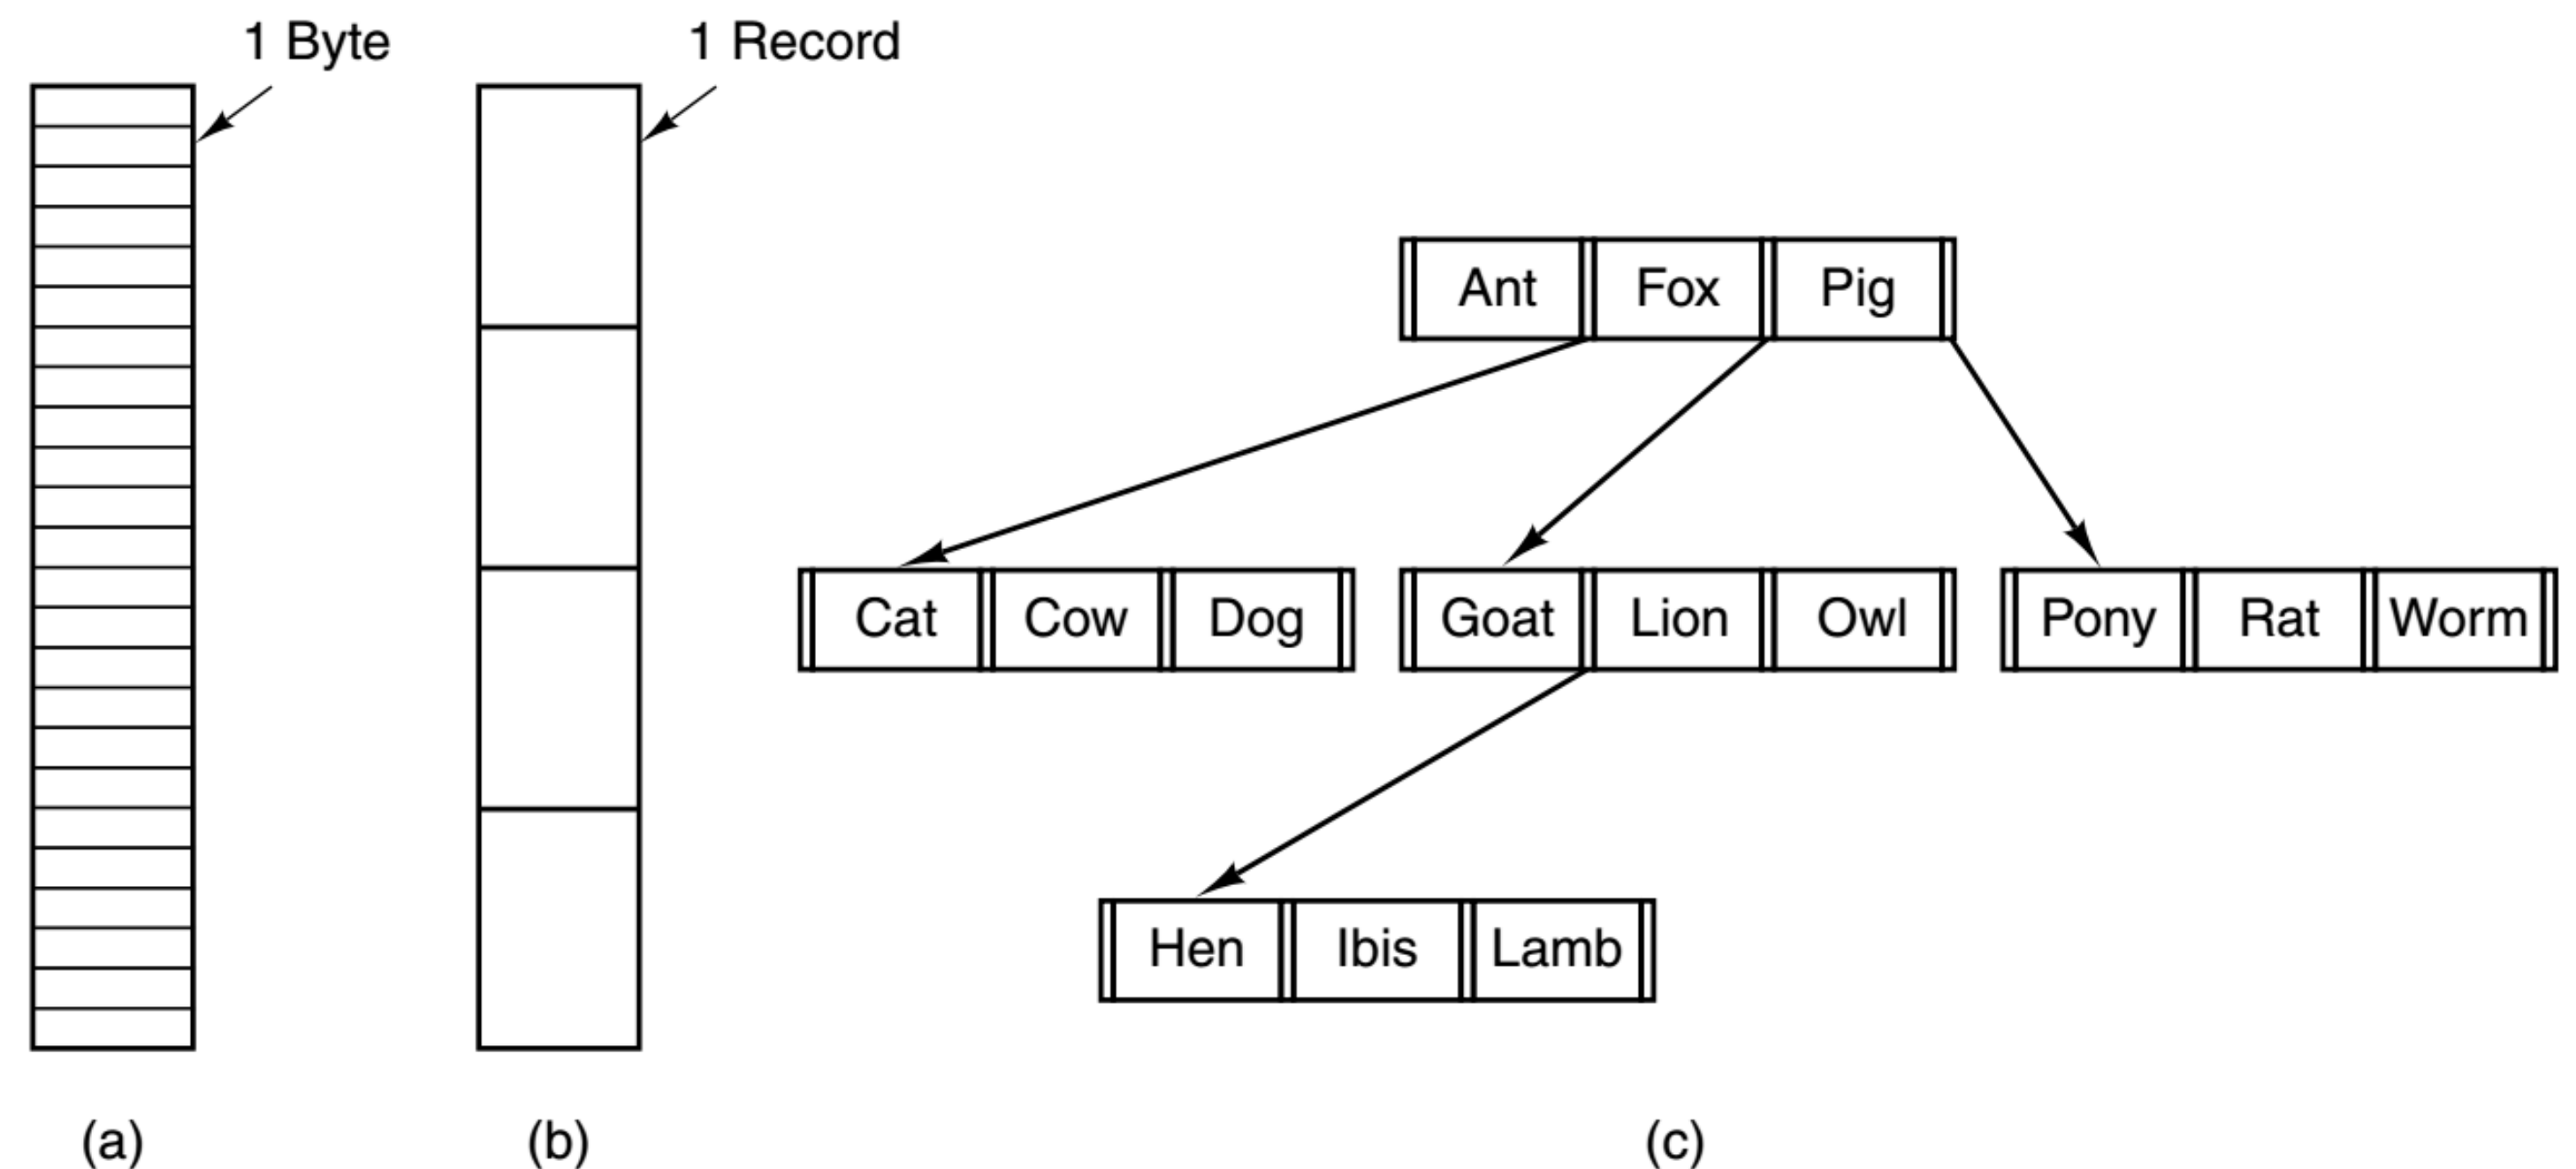 1 Byte
1 Record
Ant Fox Pig
Cat Cow Dog
Goat Lion Owl
Pony Rat Worm
Hen Ibis Lamb
(a)
(b)
(c)